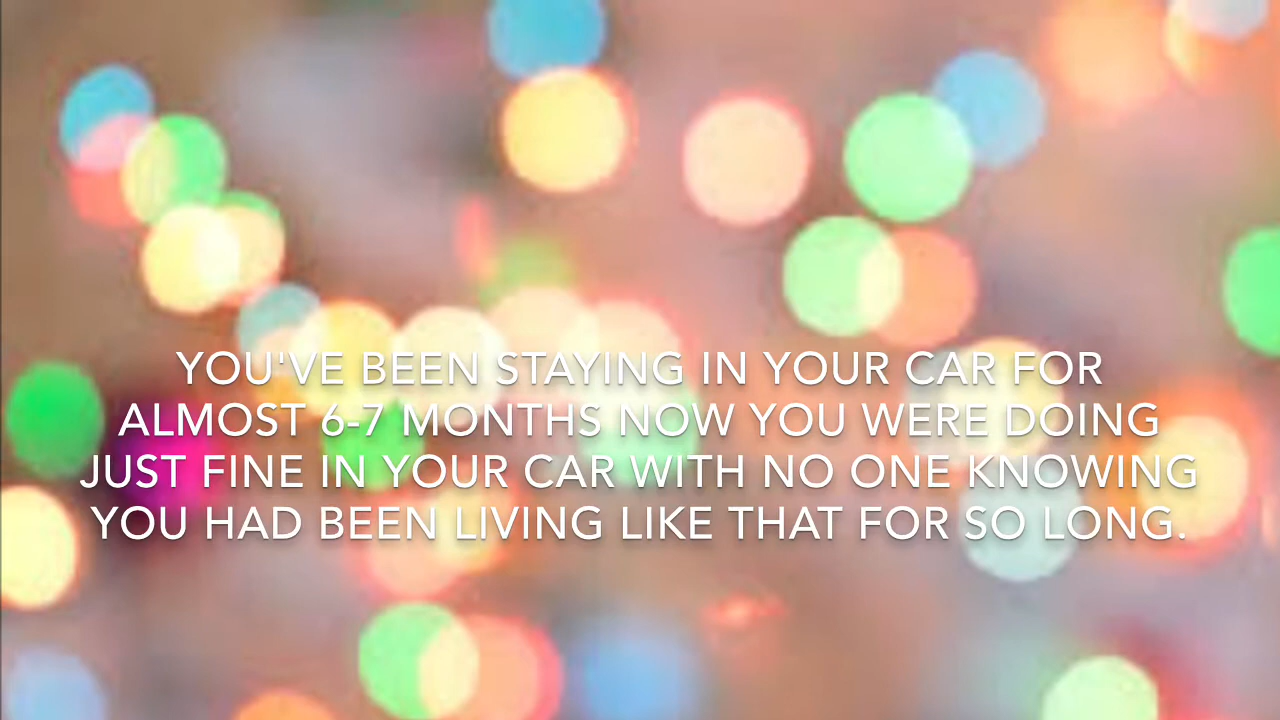 YOU'VE BEEN STAYING IN YOUR CAR FOR
ALMOST 6-7 MONTHS NOW YOU WERE DOING
JUST FINE IN YOUR CAR WITH NO ONE KNOWING
YOU HAD BEEN LIVING LIKE THAT FOR SO LONG.